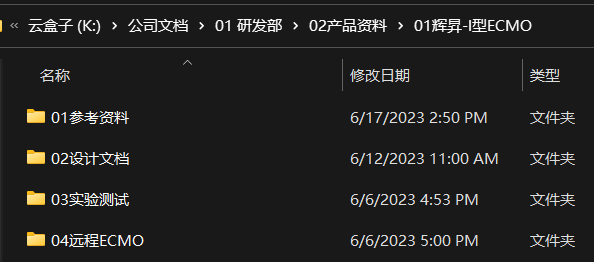 « 云盒子 (K:) › 公司文档 › 01 研发部 › 02产品资料 › 01辉昇-I型ECMO
名称 修改日期 类型
01参考资料 6/17/2023 2:50 PM 文件夹
02设计文档 6/12/2023 11:00 AM 文件夹
03实验测试 6/6/2023 4:53 PM 文件夹
04远程ECMO 6/6/2023 5:00 PM 文件夹